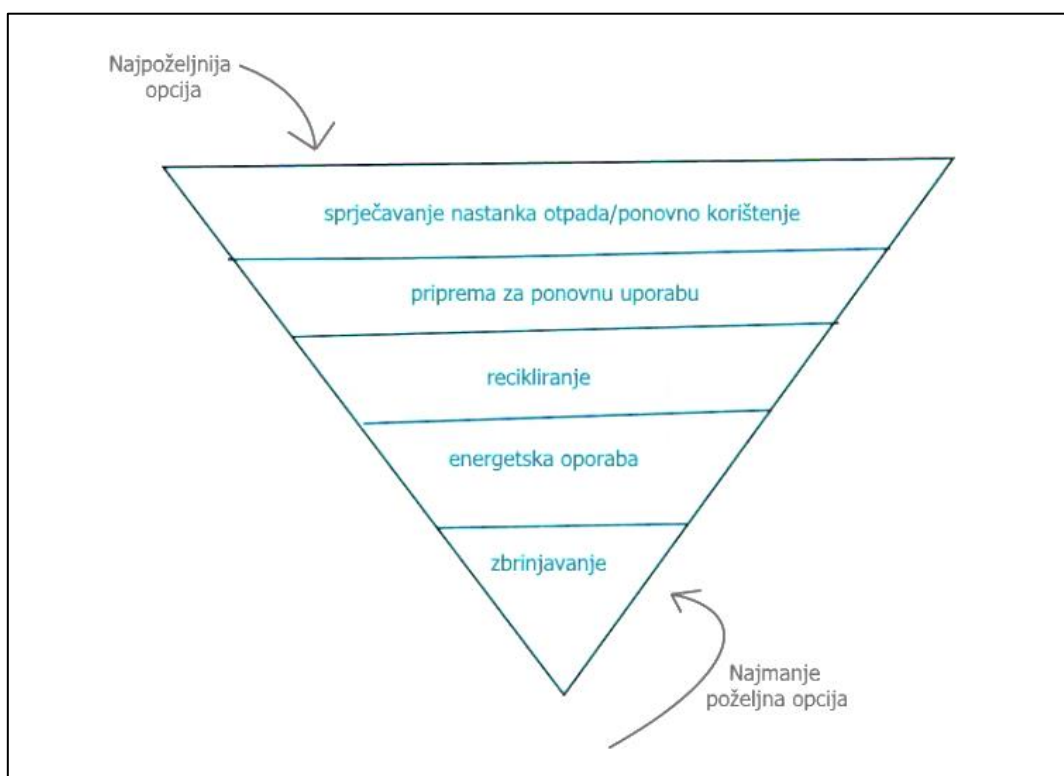 Najpoželjnija
opcija
sprječavanje nastanka otpada/ponovno korištenje
priprema za ponovnu uporabu
recikliranje
energetska oporaba
zbrinjavanje
Najmanje
poželjna opcija